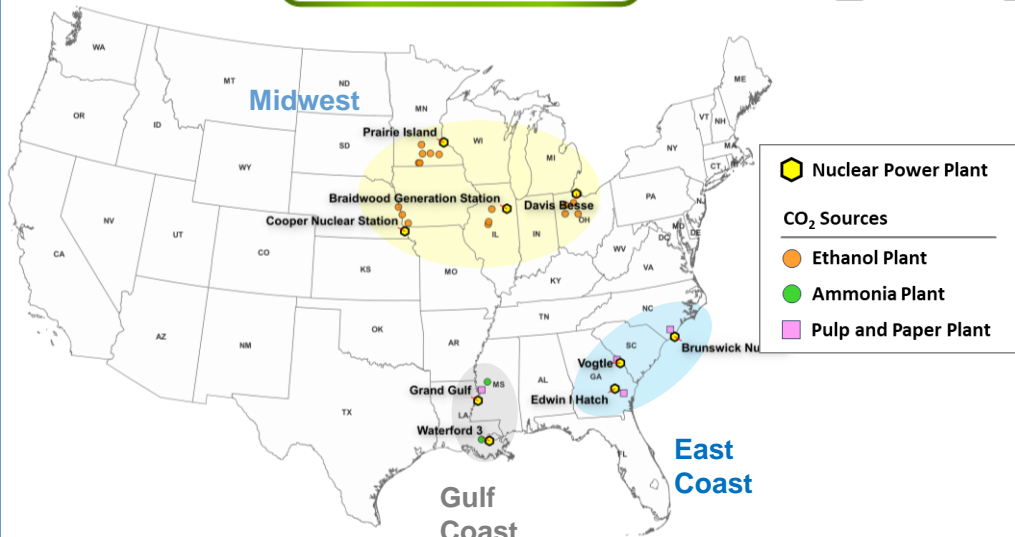 WA
MT
ND
MN
ME
Midwest
OR
ID
SD
WI
MI
VT
NH
NY
MA
CT
Prairie Island
WY
Braidwood Generation Station
Davis Besse
Cooper Nuclear Station
IL
IN
OH
PA
NJ
MD
DE
DC
NV
UT
CO
CA
KS
MO
WV
VA
KY
AZ
NM
OK
AR
TN
NC
SC
Brunswick Nu
Vogtle
GA
AL
MS
Grand Gulf
Edwin I Hatch
TX
LA
Waterford 3
FL
East
Coast
Gulf
Coast
Nuclear Power Plant
CO₂ Sources
Ethanol Plant
Ammonia Plant
Pulp and Paper Plant